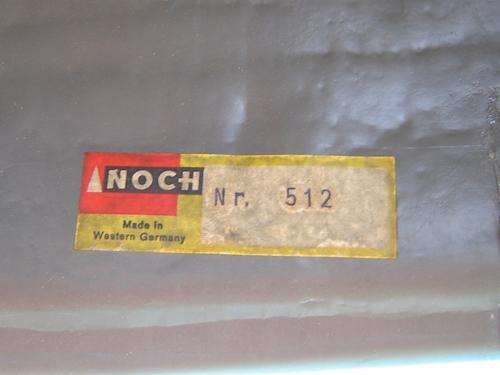 NOCH
Nr. 512
Made in
Western Germany